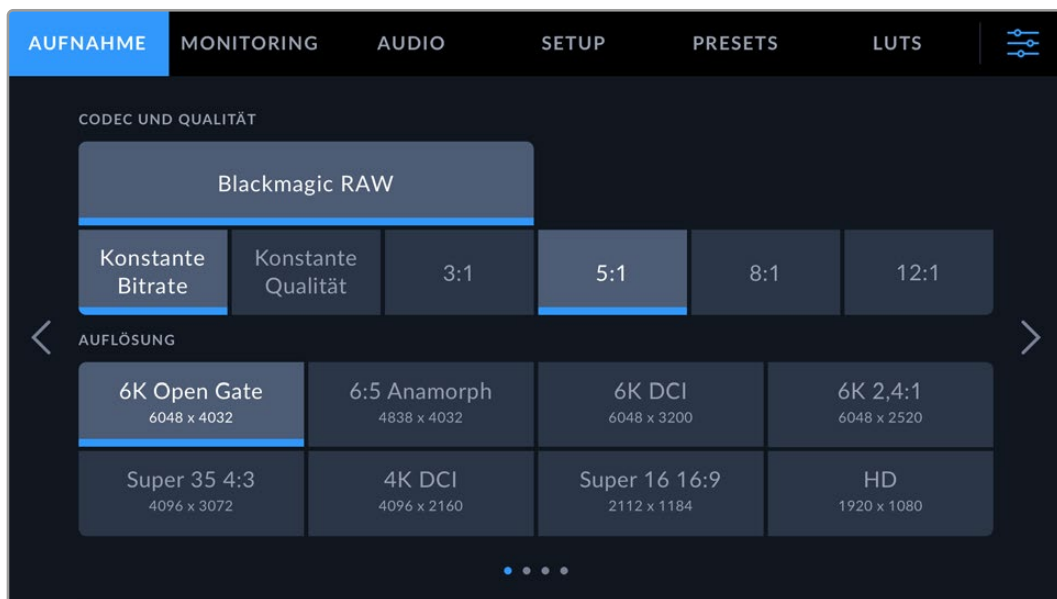 AUFNAHME MONITORING AUDIO SETUP PRESETS LUTS
CODEC UND QUALITÄT
Blackmagic RAW
Konstante Bitrate
Konstante Qualität
3:1
5:1
8:1
12:1
AUFLÖSUNG
6K Open Gate
6048 x 4032
6:5 Anamorph
4838 x 4032
6K DCI
6048 x 3200
6K 2,4:1
6048 x 2520
Super 35 4:3
4096 x 3072
4K DCI
4096 x 2160
Super 16 16:9
2112 x 1184
HD
1920 x 1080